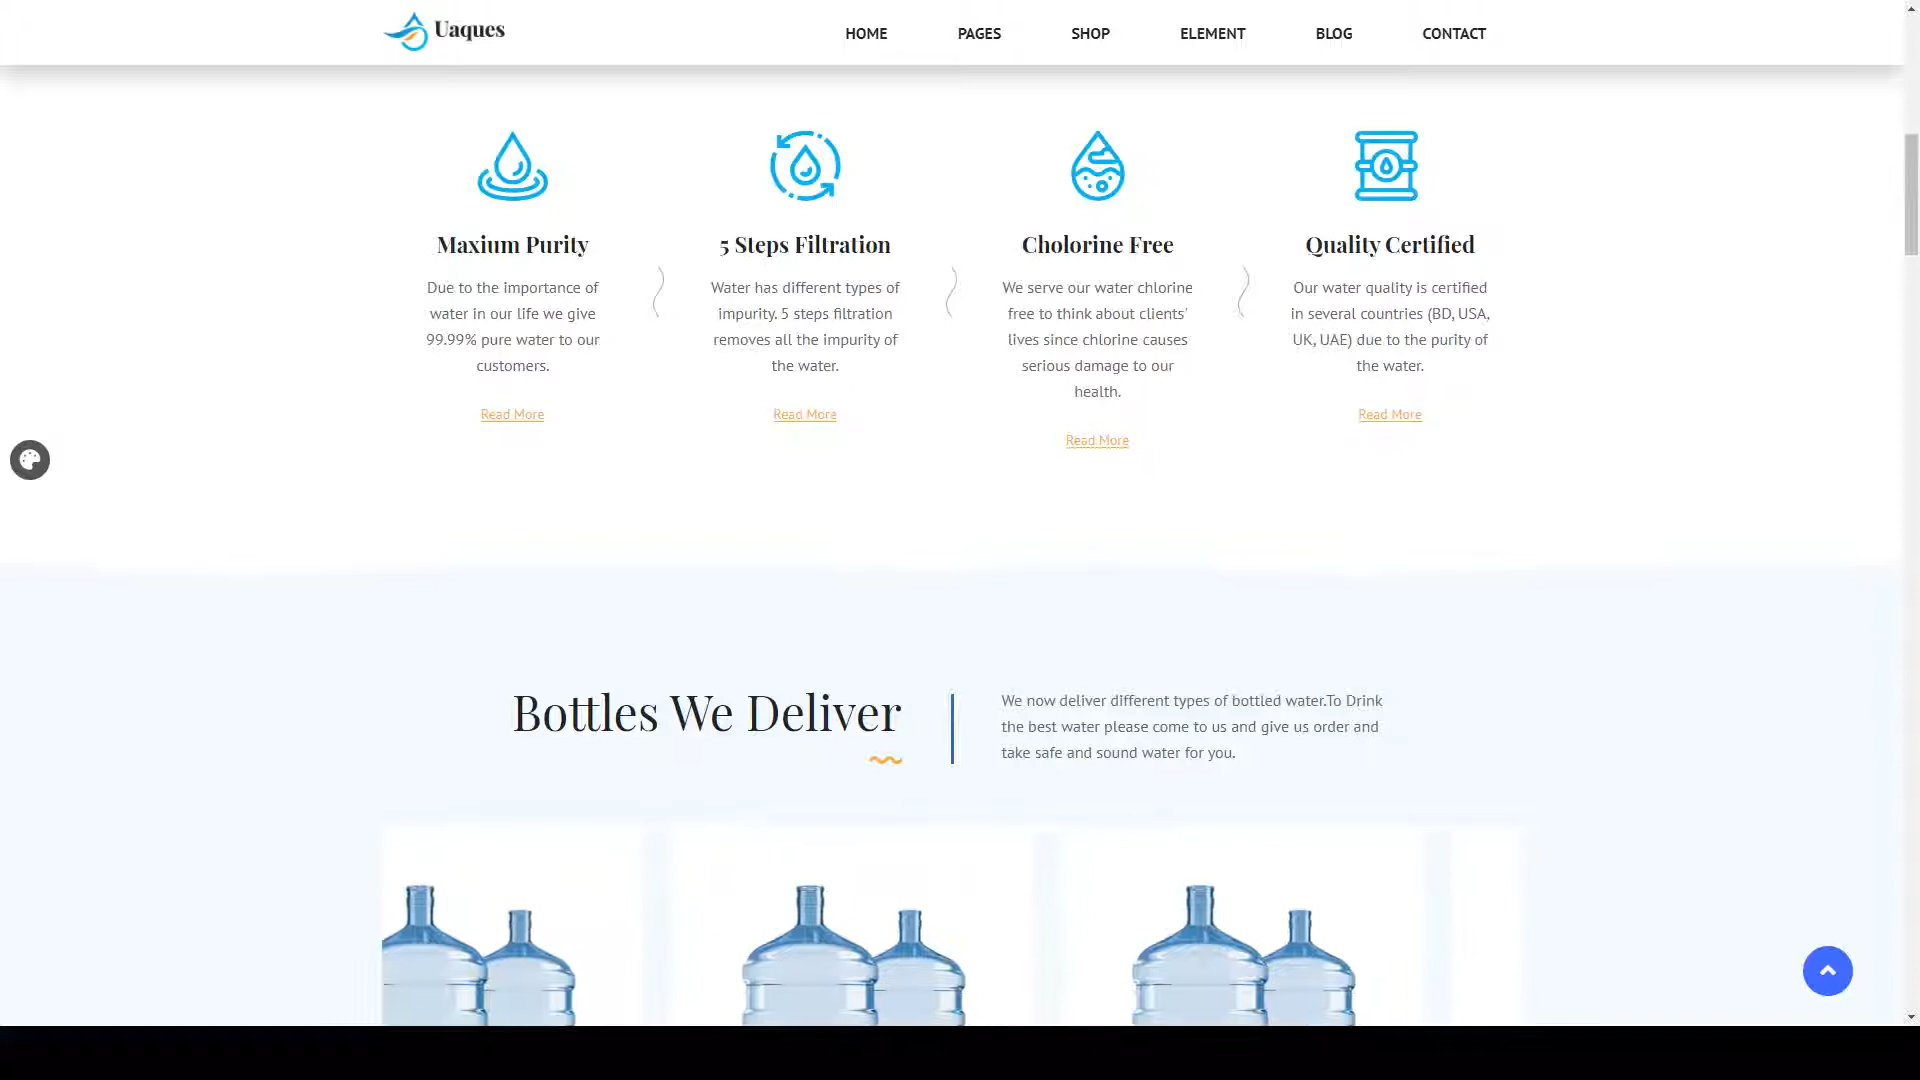 Uaques
HOME
PAGES
SHOP
ELEMENT
BLOG
CONTACT
Maxium Purity
Due to the importance of
water in our life we give
99.99% pure water to our
customers.
Read More
5 Steps Filtration
Water has different types of
impurity. 5 steps filtration
removes all the impurity of
the water.
Read More
Cholorine Free
We serve our water chlorine
free to think about clients'
lives since chlorine causes
serious damage to our
health.
Read More
Quality Certified
Our water quality is certified
in several countries (BD, USA,
UK, UAE) due to the purity of
the water.
Read More
Bottles We Deliver
We now deliver different types of bottled water.To Drink
the best water please come to us and give us order and
take safe and sound water for you.